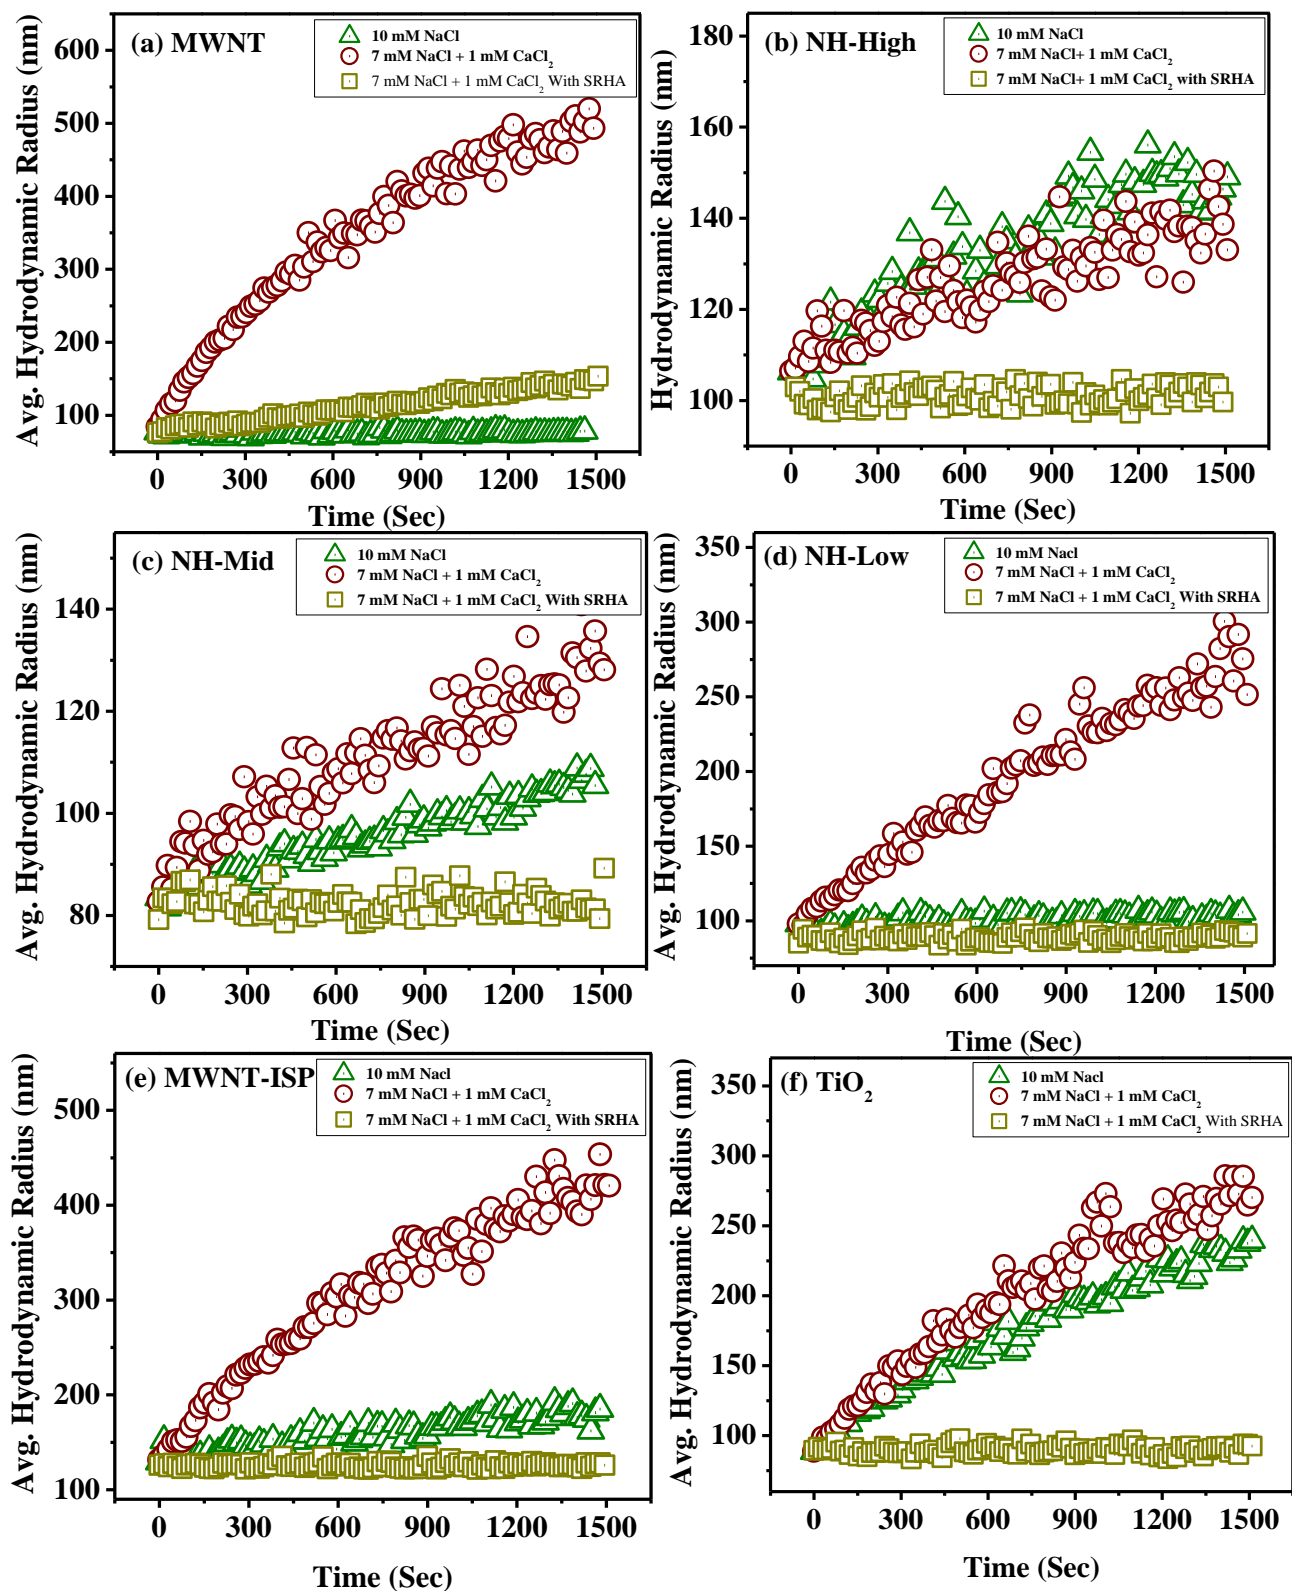 (a) MWNT
10 mM NaCl
7 mM NaCl + 1 mM CaCl₂
7 mM NaCl + 1 mM CaCl₂ With SRHA
Avg. Hydrodynamic Radius (nm)
600
500
400
300
200
100
0 300 600 900 1200 1500
Time (Sec)
(b) NH-High
10 mM NaCl
7 mM NaCl+ 1 mM CaCl₂
7 mM NaCl+ 1 mM CaCl₂ with SRHA
Hydrodynamic Radius (nm)
180
160
140
120
100
0 300 600 900 1200 1500
Time (Sec)
(c) NH-Mid
10 mM NaCl
7 mM NaCl + 1 mM CaCl₂
7 mM NaCl + 1 mM CaCl₂ With SRHA
Avg. Hydrodynamic Radius (nm)
140
120
100
80
0 300 600 900 1200 1500
Time (Sec)
(d) NH-Low
10 mM Nacl
7 mM NaCl + 1 mM CaCl₂
7 mM NaCl + 1 mM CaCl₂ With SRHA
Avg. Hydrodynamic Radius (nm)
350
300
250
200
150
100
0 300 600 900 1200 1500
Time (Sec)
(e) MWNT-ISP
10 mM Nacl
7 mM NaCl + 1 mM CaCl₂
7 mM NaCl + 1 mM CaCl₂ With SRHA
Avg. Hydrodynamic Radius (nm)
500
400
300
200
100
0 300 600 900 1200 1500
Time (Sec)
(f) TiO₂
10 mM Nacl
7 mM NaCl + 1 mM CaCl₂
7 mM NaCl + 1 mM CaCl₂ With SRHA
Avg. Hydrodynamic Radius (nm)
350
300
250
200
150
100
0 300 600 900 1200 1500
Time (Sec)